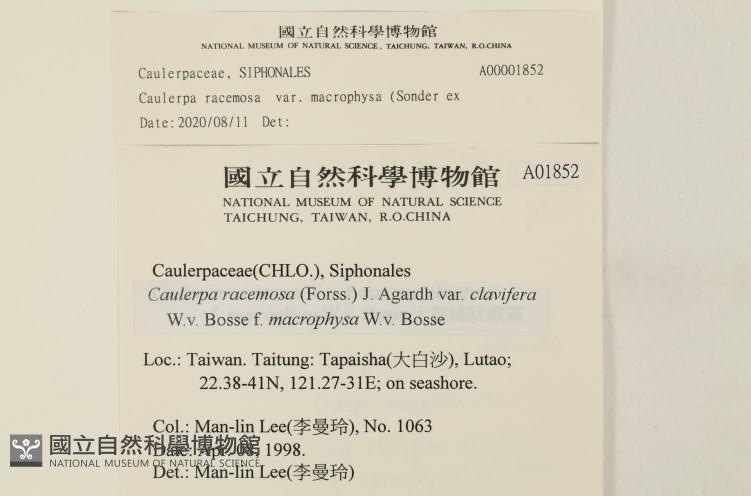 國立自然科學博物館
NATIONAL MUSEUM OF NATURAL SCIENCE, TAICHUNG, TAIWAN, R.O.CHINA
Caulerpaceae, SIPHONALES A00001852
Caulerpa racemosa var. macrophysa (Sonder ex
Date:2020/08/11 Det:
國立自然科學博物館 A01852
NATIONAL MUSEUM OF NATURAL SCIENCE
TAICHUNG, TAIWAN, R.O.CHINA
Caulerpaceae(CHLO.), Siphonales
Caulerpa racemosa (Forss.) J. Agardh var. clavifera
W.v. Bosse f. macrophysa W.v. Bosse
Loc.: Taiwan. Taitung: Tapaisha(大白沙), Lutao;
22.38-41N, 121.27-31E; on seashore.
Col.: Man-lin Lee(李曼玲), No. 1063
Date: Apr. 08, 1998.
Det.: Man-lin Lee(李曼玲)
國立自然科學博物館
NATIONAL MUSEUM OF NATURAL SCIENCE